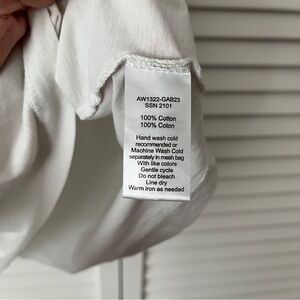 AW1322-GAB23
SSN 2101
100% Cotton
100% Coton
Hand wash cold
recommended or
Machine Wash Cold
separately in mesh bag
With like colors
Gentle cycle
Do not bleach
Line dry
Warm iron as needed